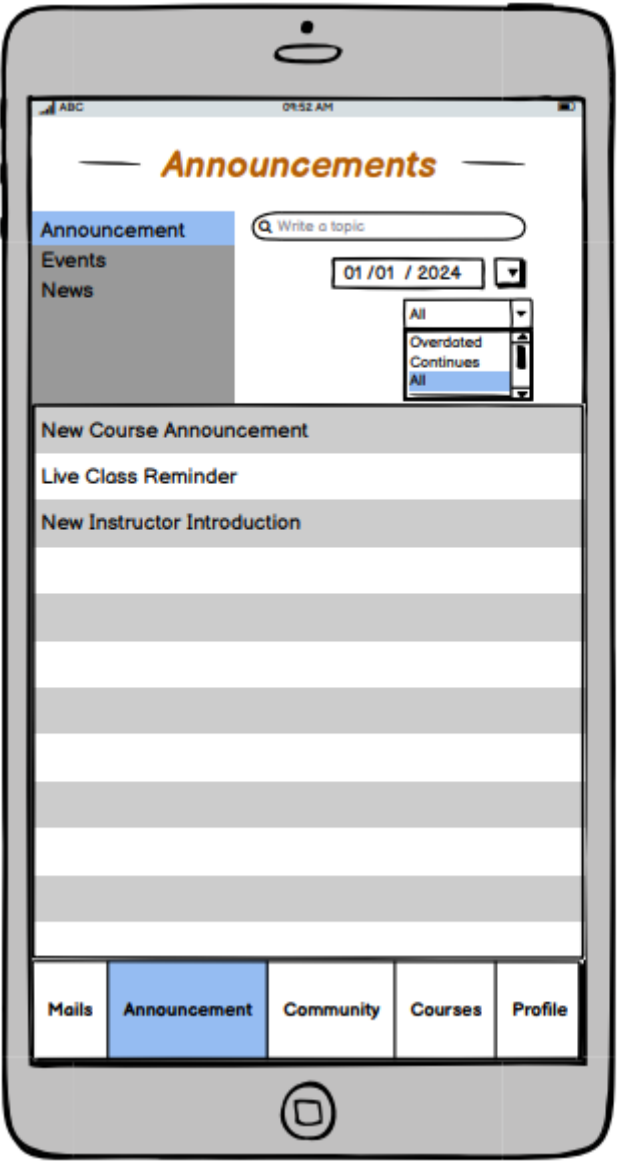 ABC 09:52 AM
Announcements
Announcement
Events
News
Write a topic
01 /01 / 2024
All
Overdated
Continues
All
New Course Announcement
Live Class Reminder
New Instructor Introduction
Mails Announcement Community Courses Profile